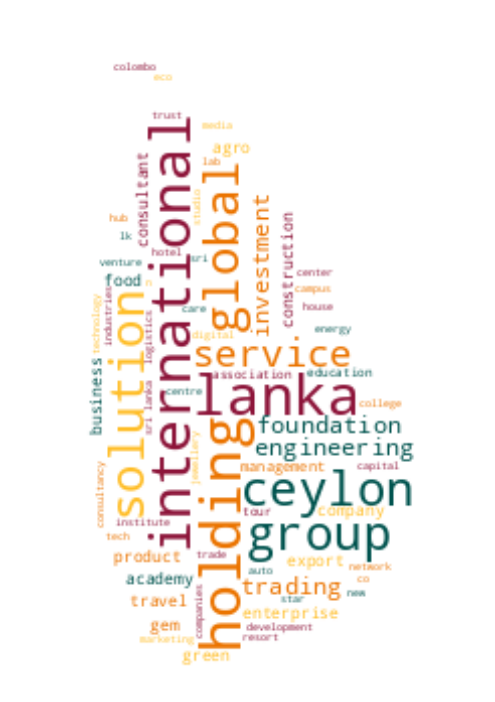 colombo
eco
trust
media
international
agro
consultant
lab
global
studio
investment
construction
hub
lk
hotel
sri
venture
center
food
n
campus
industries
solution
house
care
technology
logistics
energy
digital
service
business
association
education
sri lanka
centre
lanka
college
holding
foundation
jewellery
engineering
consultancy
management
capital
ceylon
tour
company
institute
group
tech
product
trade
export
network
auto
academy
co
trading
new
companies
travel
star
enterprise
gem
development
marketing
resort
green